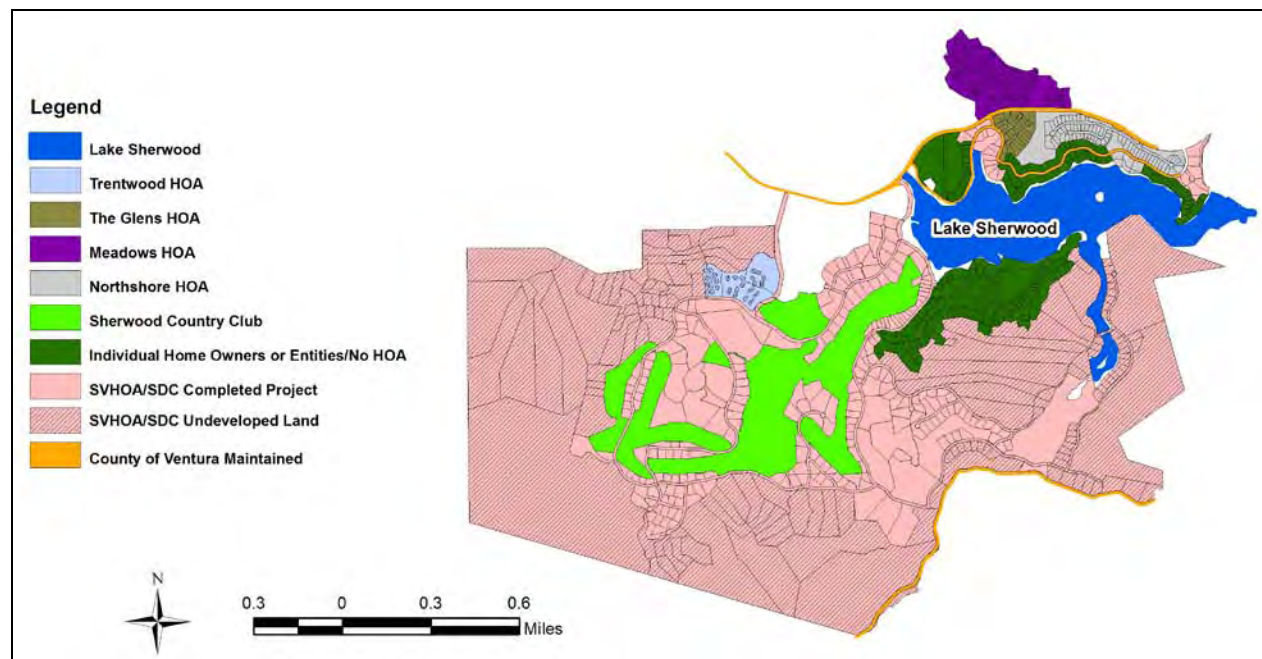 Legend
Lake Sherwood
Trentwood HOA
The Glens HOA
Meadows HOA
Northshore HOA
Sherwood Country Club
Individual Home Owners or Entities/No HOA
SVHOA/SDC Completed Project
SVHOA/SDC Undeveloped Land
County of Ventura Maintained
Lake Sherwood
N
0.3 0 0.3 0.6
Miles